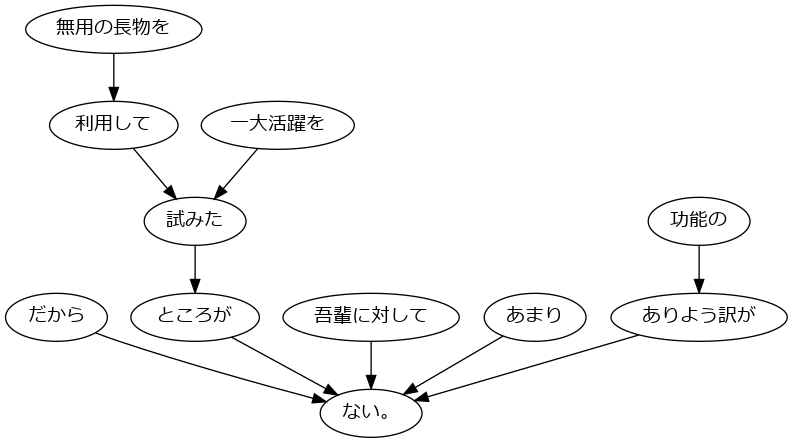 無用の長物を
利用して
一大活躍を
試みた
功能の
だから
ところが
吾輩に対して
あまり
ありよう訳が
ない。